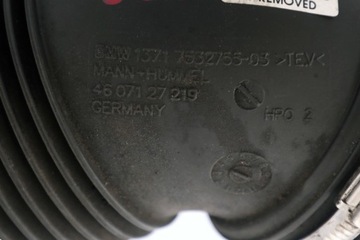 REMOVED
BMW 1371 7532755-03 >TEV<
MANN+HUMMEL
46 071 27 219
GERMANY
HRG 2